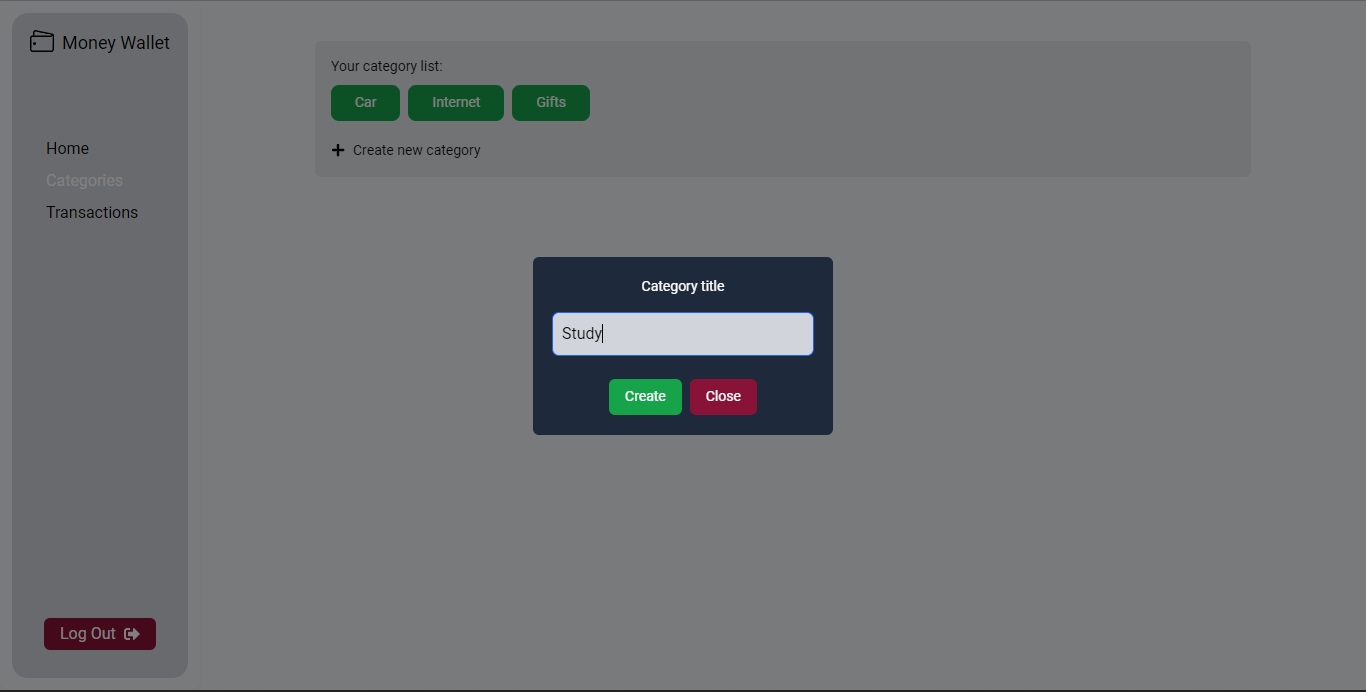 Money Wallet
Home
Categories
Transactions
Log Out
Your category list:
Car Internet Gifts
Create new category
Category title
Study
Create Close